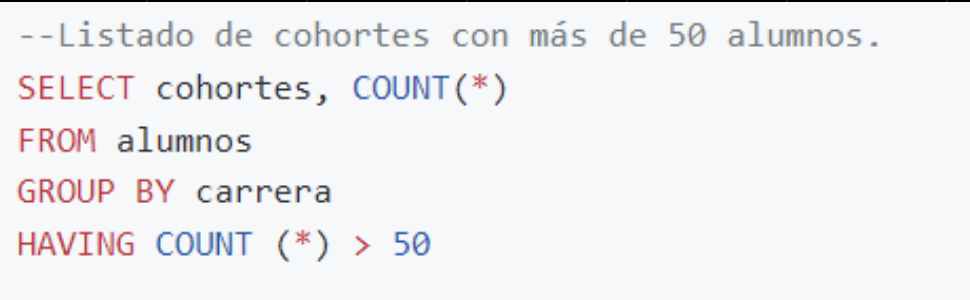 --Listado de cohortes con más de 50 alumnos.
SELECT cohortes, COUNT(*)
FROM alumnos
GROUP BY carrera
HAVING COUNT (*) > 50